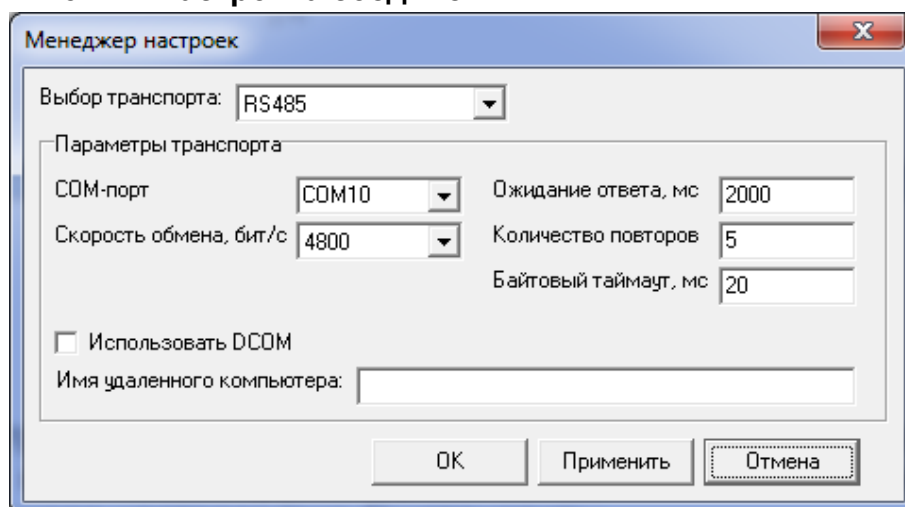 Менеджер настроек
Выбор транспорта: RS485
Параметры транспорта
COM-порт COM10 Ожидание ответа, мс 2000
Скорость обмена, бит/с 4800 Количество повторов 5
Байтовый таймаут, мс 20
Использовать DCOM
Имя удаленного компьютера:
OK Применить Отмена